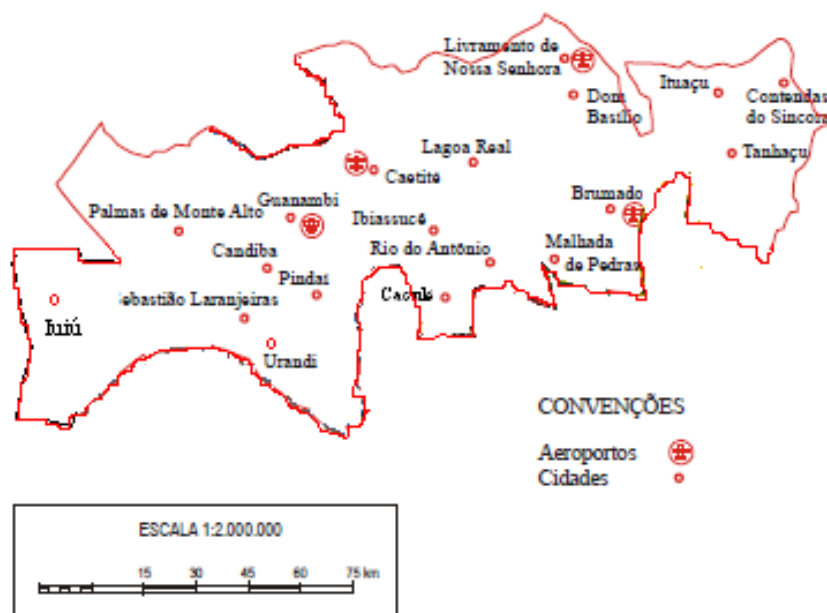 Livramento de
Nossa Senhora
Dom
Basílio
Ituaçu
Contendas
do Sincorá
Tanhaçu
Lagoa Real
Caetité
Guanambi
Palmas de Monte Alto
Ibiassucê
Brumado
Candiba
Rio do Antônio
Malhada
de Pedras
Pindaí
Sebastião Laranjeiras
Caculé
Iuiú
Urandi
CONVENÇÕES
Aeroportos
Cidades
ESCALA 1:2.000.000
15 30 45 60 75 km